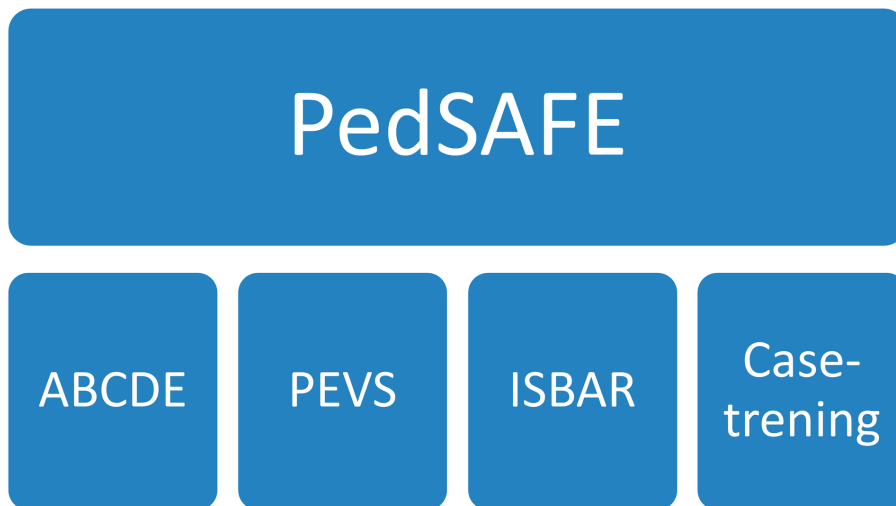 PedSAFE
ABCDE
PEVS
ISBAR
Case-
trening